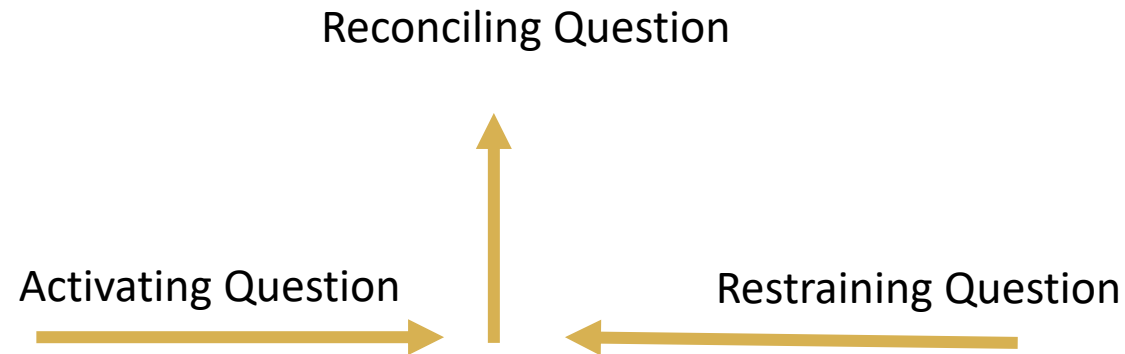 Reconciling Question
Activating Question
Restraining Question